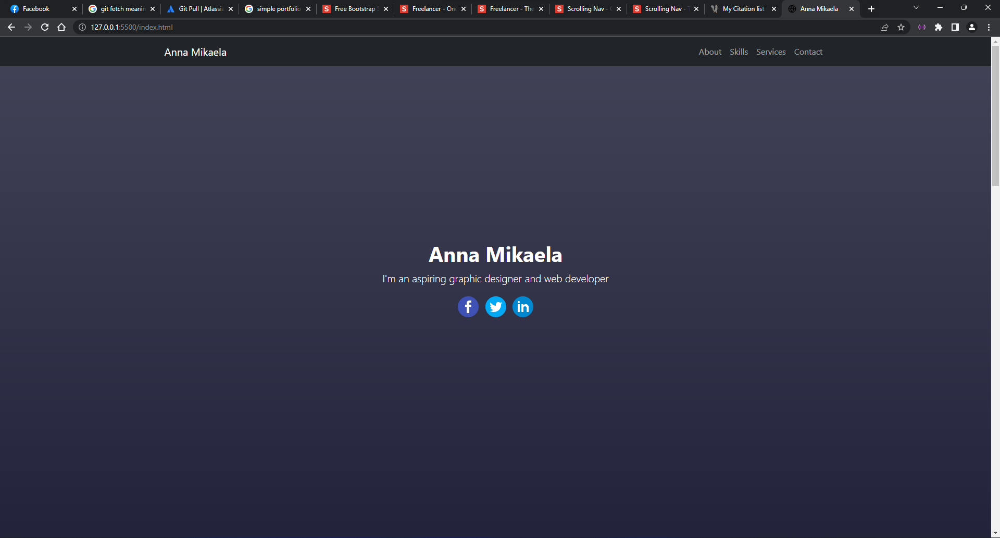 Facebook
git fetch meanin
Git Pull | Atlassia
simple portfolio
Free Bootstrap
Freelancer - On
Freelancer - The
Scrolling Nav -
Scrolling Nav -
My Citation list
Anna Mikaela
127.0.0.1:5500/index.html
Anna Mikaela
About Skills Services Contact
Anna Mikaela
I'm an aspiring graphic designer and web developer